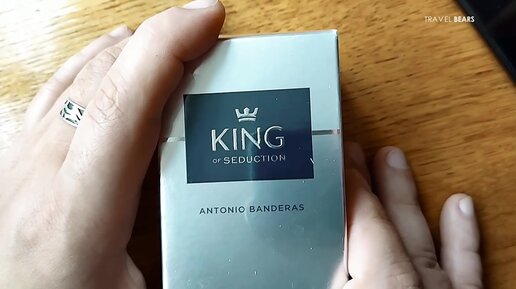 TRAVEL BEARS
KING
OF SEDUCTION
ANTONIO BANDERAS